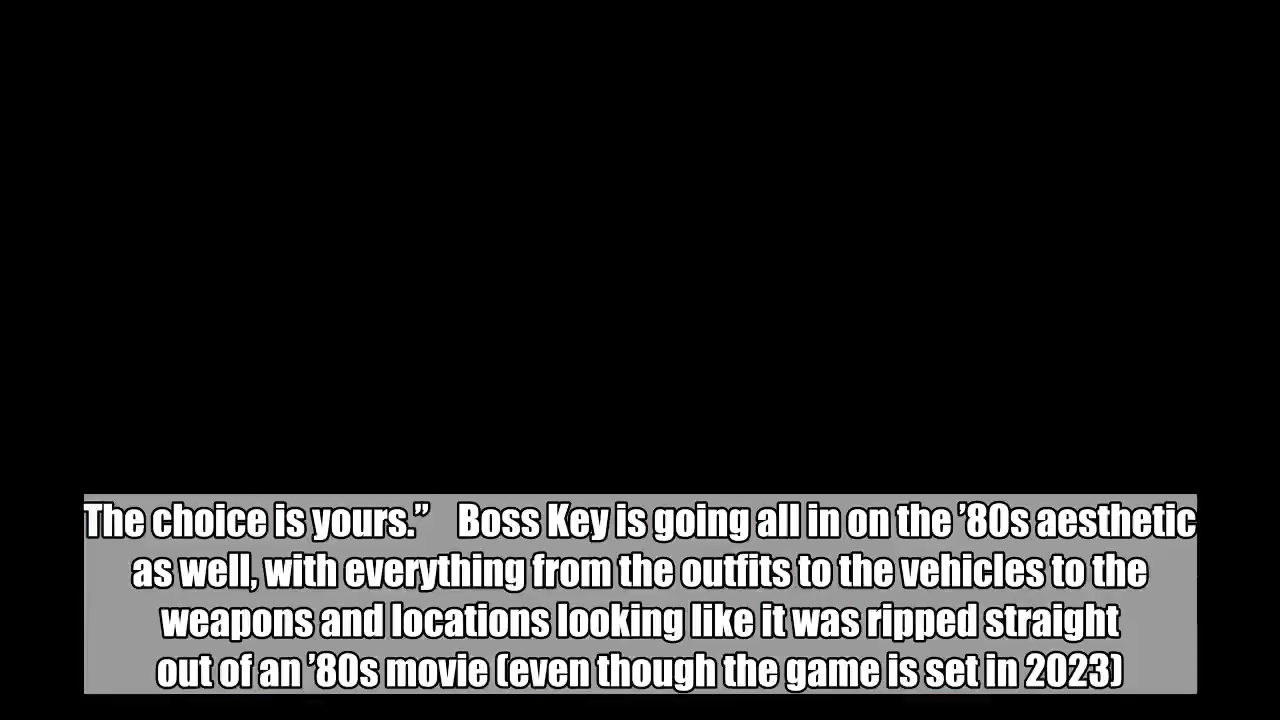 The choice is yours.”    Boss Key is going all in on the ’80s aesthetic
as well, with everything from the outfits to the vehicles to the
weapons and locations looking like it was ripped straight
out of an ’80s movie (even though the game is set in 2023)